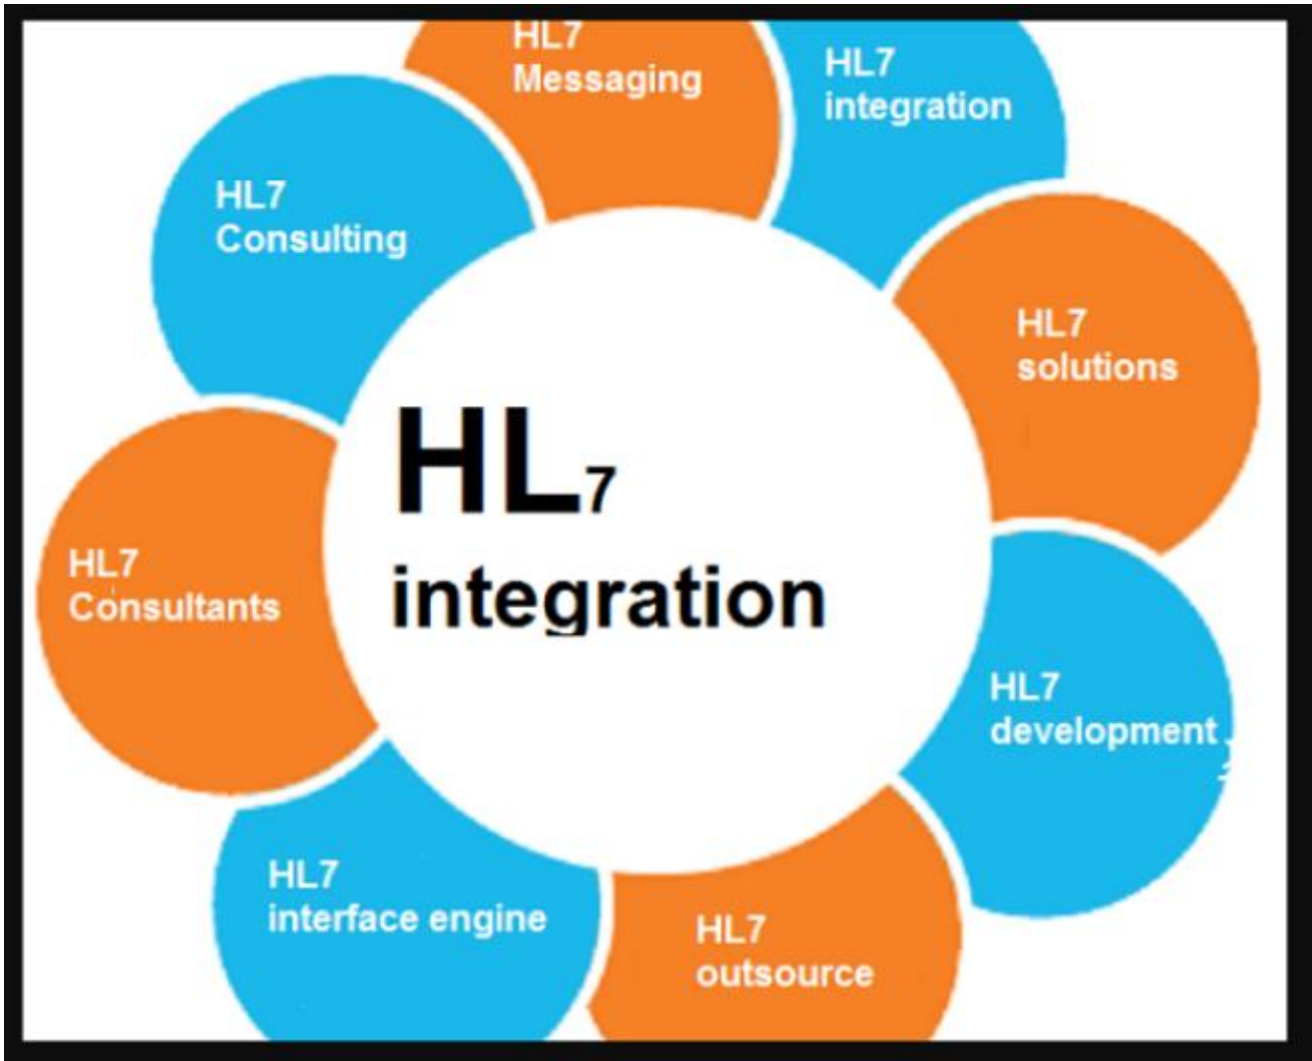 HL7
Messaging
HL7
integration
HL7
Consulting
HL7
solutions
HL7
integration
HL7
Consultants
HL7
development
HL7
interface engine
HL7
outsource